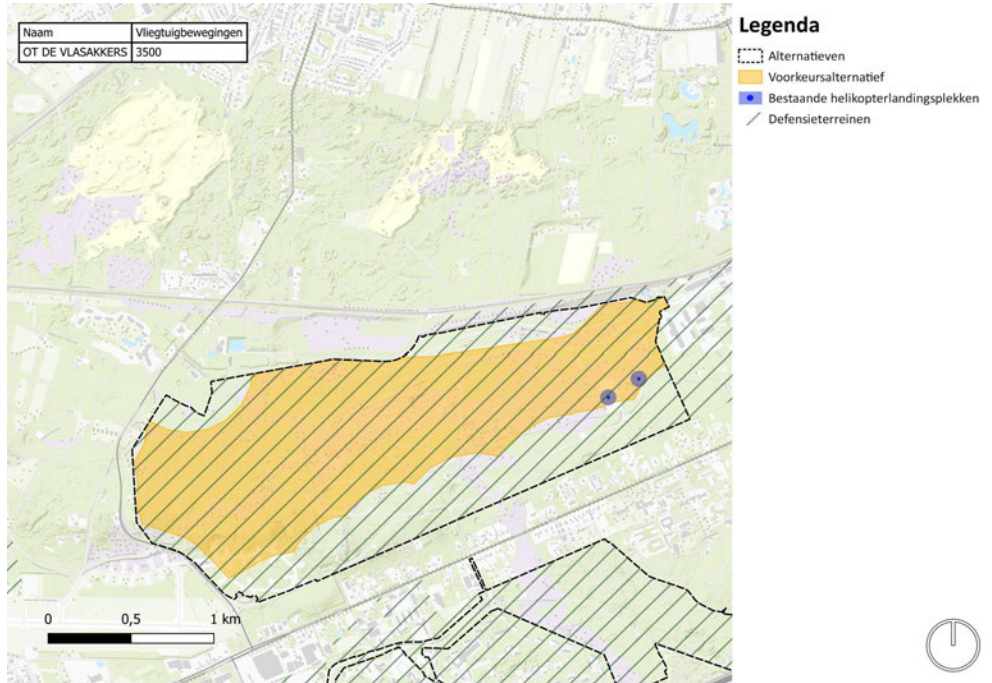 Naam Vliegtuigbewegingen
OT DE VLASAKKERS 3500
Legenda
Alternatieven
Voorkeursalternatief
Bestaande helikopterlandingsplekken
Defensieterreinen
0 0,5 1 km